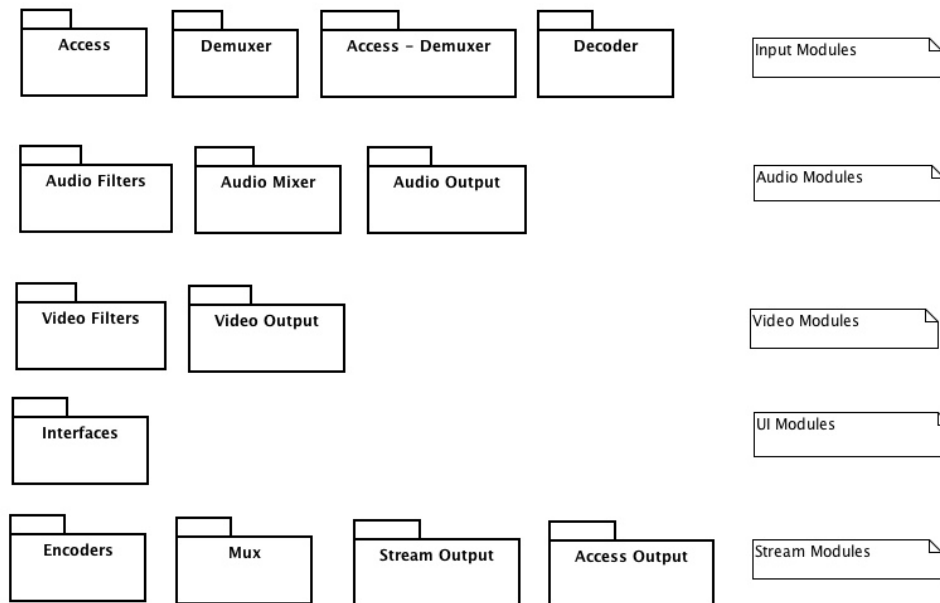 Access
Demuxer
Access – Demuxer
Decoder
Input Modules
Audio Filters
Audio Mixer
Audio Output
Audio Modules
Video Filters
Video Output
Video Modules
Interfaces
UI Modules
Encoders
Mux
Stream Output
Access Output
Stream Modules